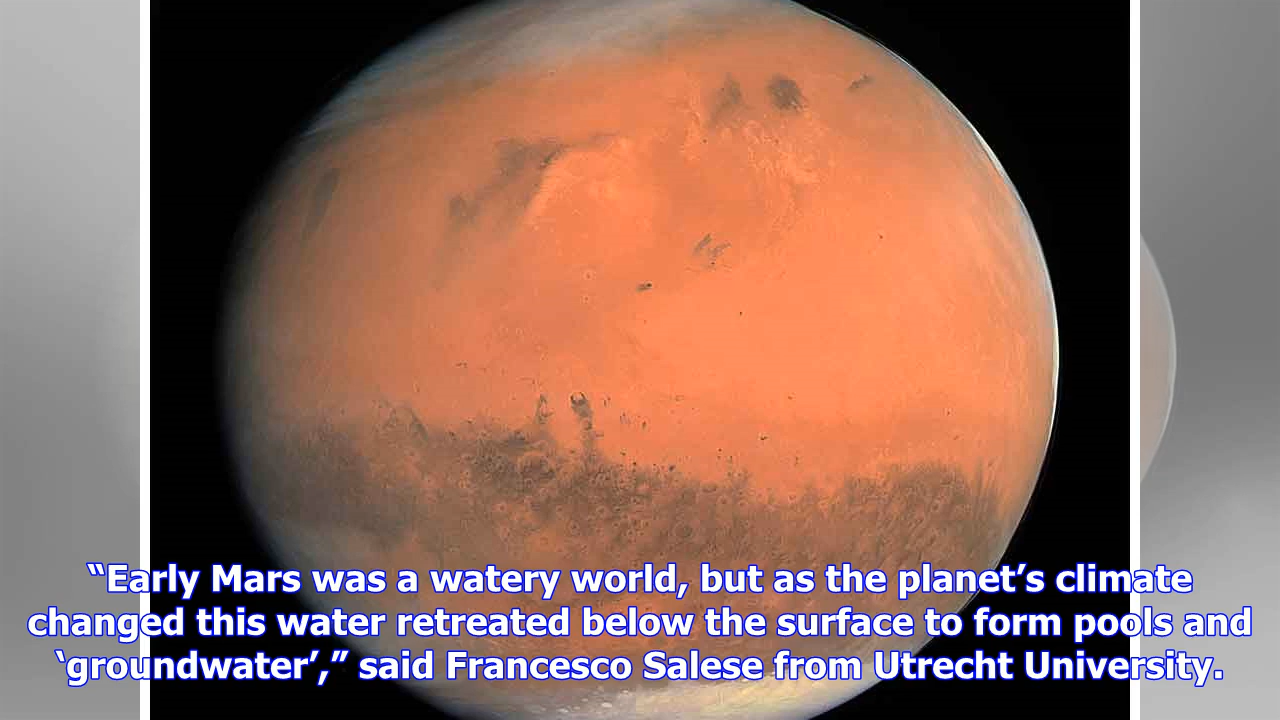 “Early Mars was a watery world, but as the planet’s climate
changed this water retreated below the surface to form pools and
‘groundwater’,” said Francesco Salese from Utrecht University.